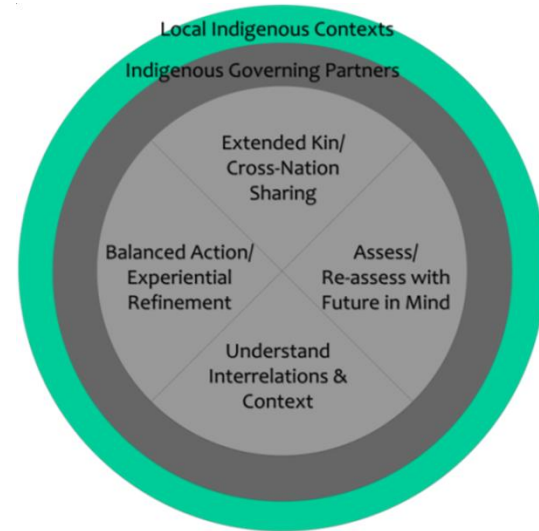 Local Indigenous Contexts
Indigenous Governing Partners
Extended Kin/
Cross-Nation
Sharing
Balanced Action/
Experiential
Refinement
Assess/
Re-assess with
Future in Mind
Understand
Interrelations &
Context